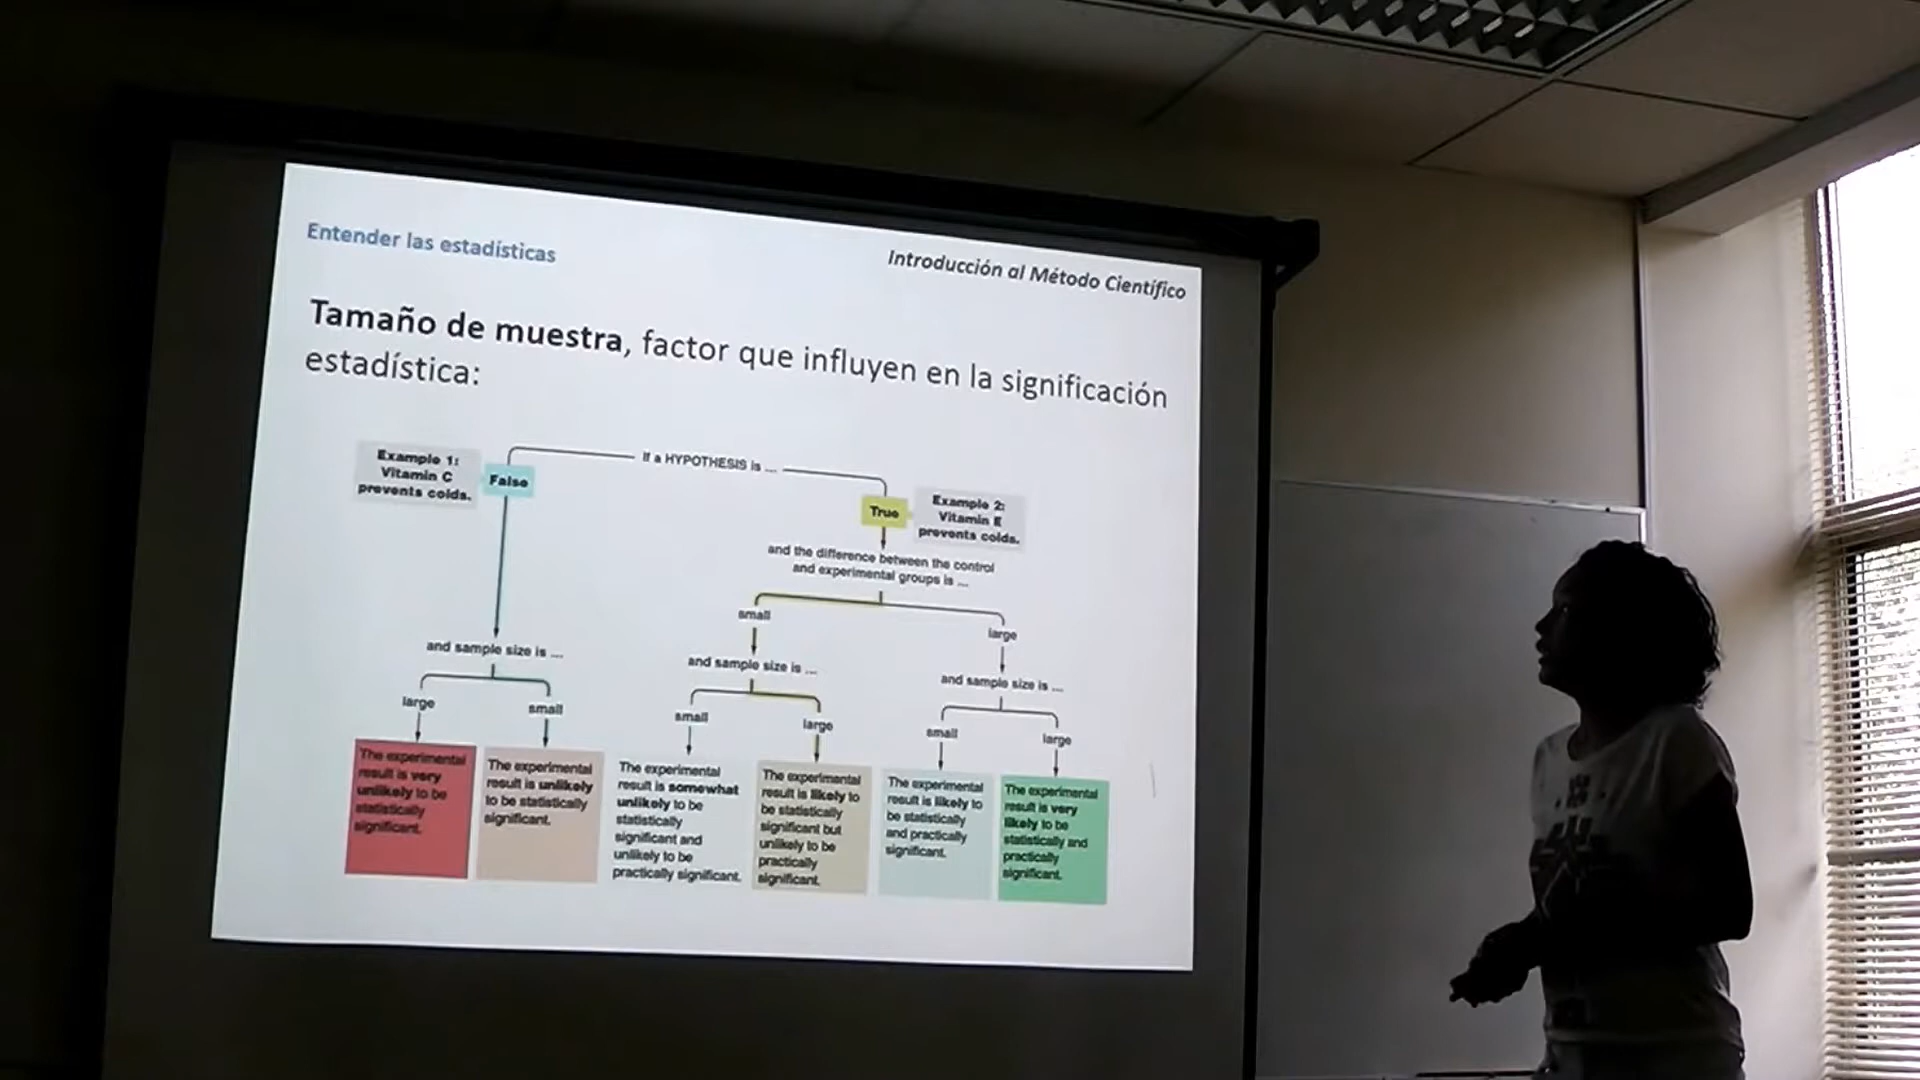 Entender las estadísticas
Introducción al Método Científico
Tamaño de muestra, factor que influyen en la significación
estadística:
If a HYPOTHESIS is ...
Example 1:
Vitamin C
prevents colds.
False
True
Example 2:
Vitamin E
prevents colds.
and the difference between the control
and experimental groups is ...
small
large
and sample size is ...
and sample size is ...
and sample size is ...
large
small
small
large
small
large
The experimental
result is very
unlikely to be
statistically
significant.
The experimental
result is unlikely
to be statistically
significant.
The experimental
result is somewhat
unlikely to be
statistically
significant and
unlikely to be
practically significant.
The experimental
result is likely to
be statistically
significant but
unlikely to be
practically
significant.
The experimental
result is likely to
be statistically
and practically
significant.
The experimental
result is very
likely to be
statistically and
practically
significant.